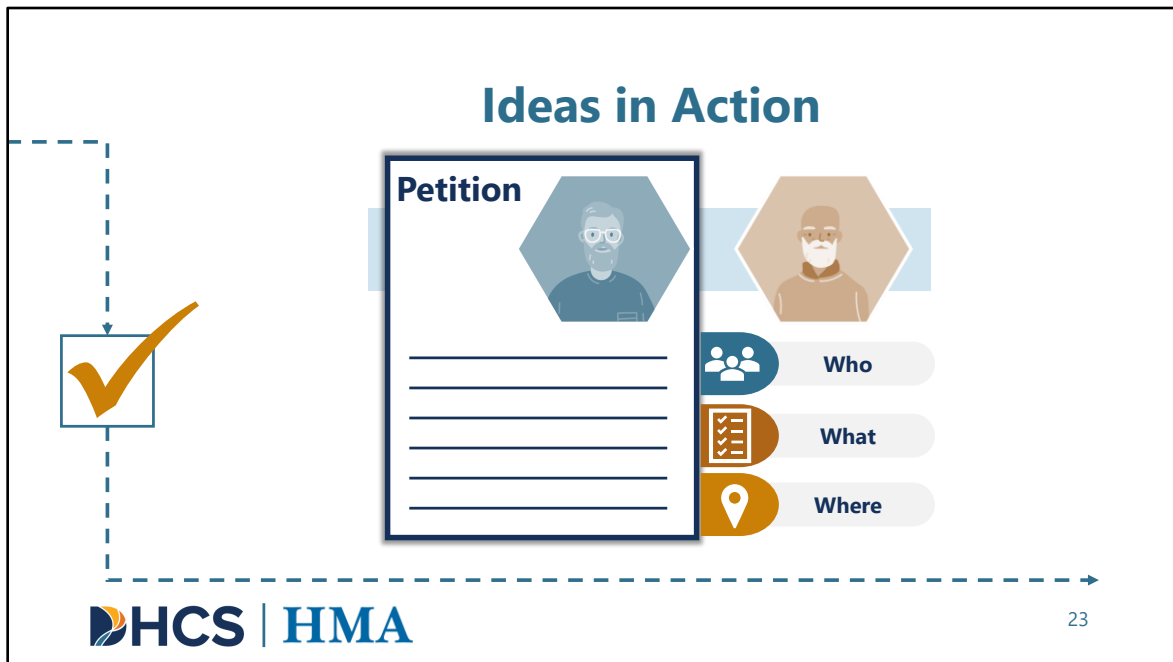 Ideas in Action
Petition
Who
What
Where
DHCS | HMA
23